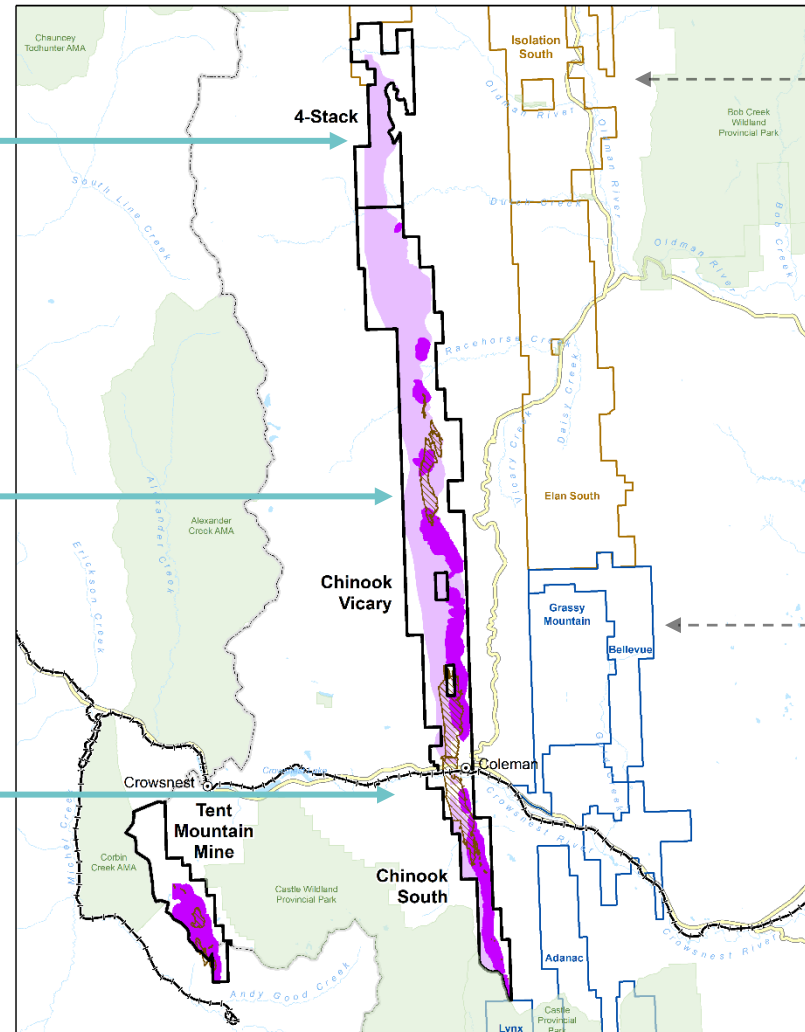 Chauncey
Todhunter AMA
Isolation
South
Oldman River
Oldman River
4-Stack
Bob Creek
Wildland
Provincial Park
South Line Creek
Dutch Creek
Bob Creek
Oldman River
Racehorse Creek
Daisy Creek
Vicary Creek
Elan South
Alexander Creek
Alexander
Creek AMA
Erickson Creek
Chinook
Vicary
Grassy
Mountain
Bellevue
Coleman
Crowsnest
Tent
Mountain
Mine
Crowsnest River
Michel Creek
Corbin
Creek AMA
Castle Wildland
Provincial Park
Chinook
South
Crowsnest River
Adanac
Andy Good Creek
Castle
Provincial
Park
Lynx